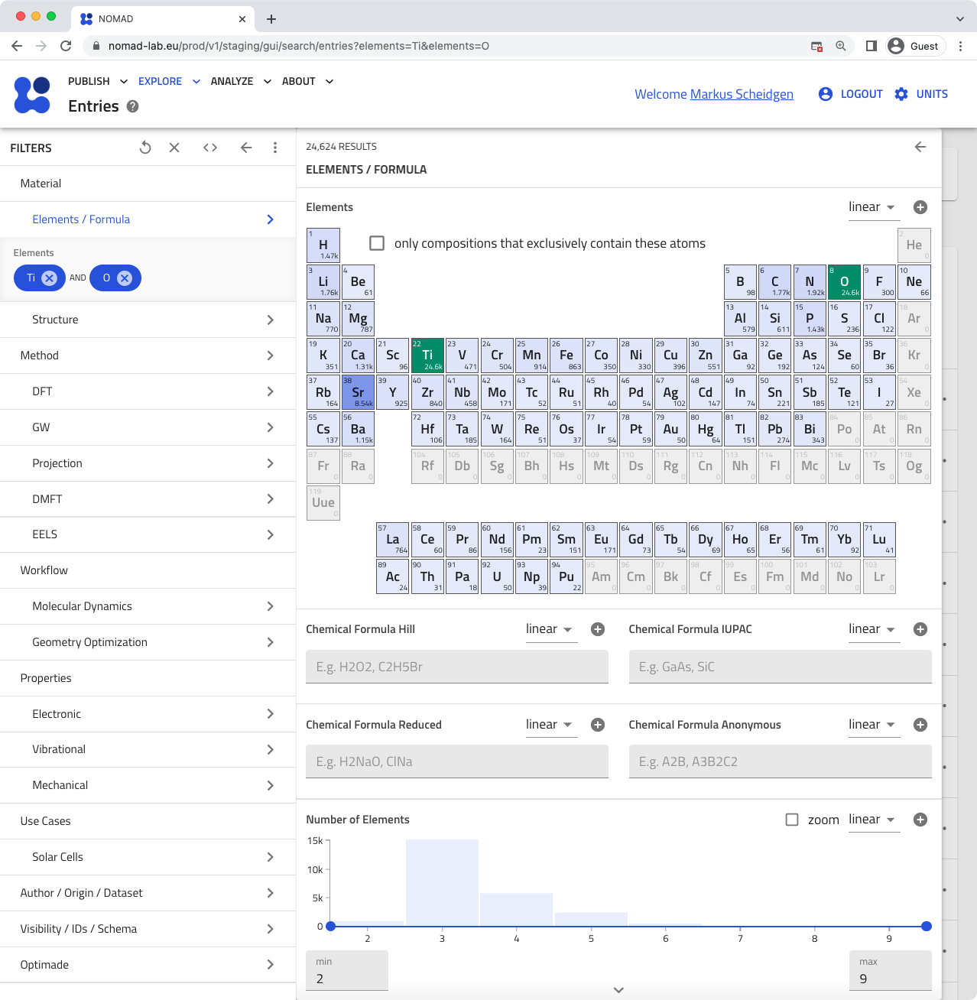 NOMAD
nomad-lab.eu/prod/v1/staging/gui/search/entries?elements=Ti&elements=O
Guest
PUBLISH EXPLORE ANALYZE ABOUT
Entries
Welcome Markus Scheidgen LOGOUT UNITS
FILTERS
Material
Elements / Formula
Elements
Ti AND O
Structure
Method
DFT
GW
Projection
DMFT
EELS
Workflow
Molecular Dynamics
Geometry Optimization
Properties
Electronic
Vibrational
Mechanical
Use Cases
Solar Cells
Author / Origin / Dataset
Visibility / IDs / Schema
Optimade
24,624 RESULTS
ELEMENTS / FORMULA
Elements linear
only compositions that exclusively contain these atoms
1 H 1.47k 2 He 0
3 Li 1.76k 4 Be 61 5 B 98 6 C 1.77k 7 N 1.92k 8 O 24.6k 9 F 300 10 Ne 66
11 Na 770 12 Mg 787 13 Al 579 14 Si 611 15 P 1.43k 16 S 236 17 Cl 122 18 Ar 0
19 K 351 20 Ca 1.31k 21 Sc 96 22 Ti 24.6k 23 V 471 24 Cr 504 25 Mn 914 26 Fe 863 27 Co 350 28 Ni 330 29 Cu 396 30 Zn 551 31 Ga 92 32 Ge 192 33 As 124 34 Se 60 35 Br 36 36 Kr 0
37 Rb 164 38 Sr 8.54k 39 Y 925 40 Zr 840 41 Nb 458 42 Mo 171 43 Tc 52 44 Ru 51 45 Rh 40 46 Pd 54 47 Ag 102 48 Cd 147 49 In 74 50 Sn 221 51 Sb 185 52 Te 121 53 I 27 54 Xe 0
55 Cs 137 56 Ba 1.15k 72 Hf 106 73 Ta 185 74 W 164 75 Re 51 76 Os 37 77 Ir 54 78 Pt 59 79 Au 50 80 Hg 64 81 Tl 151 82 Pb 274 83 Bi 343 84 Po 0 85 At 0 86 Rn 0
87 Fr 0 88 Ra 0 104 Rf 0 105 Db 0 106 Sg 0 107 Bh 0 108 Hs 0 109 Mt 0 110 Ds 0 111 Rg 0 112 Cn 0 113 Nh 0 114 Fl 0 115 Mc 0 116 Lv 0 117 Ts 0 118 Og 0
119 Uue 0
57 La 764 58 Ce 60 59 Pr 86 60 Nd 156 61 Pm 23 62 Sm 151 63 Eu 171 64 Gd 73 65 Tb 54 66 Dy 69 67 Ho 65 68 Er 56 69 Tm 61 70 Yb 92 71 Lu 41
89 Ac 24 90 Th 31 91 Pa 18 92 U 50 93 Np 39 94 Pu 22 95 Am 0 96 Cm 0 97 Bk 0 98 Cf 0 99 Es 0 100 Fm 0 101 Md 0 102 No 0 103 Lr 0
Chemical Formula Hill linear
E.g. H2O2, C2H5Br
Chemical Formula IUPAC linear
E.g. GaAs, SiC
Chemical Formula Reduced linear
E.g. H2NaO, ClNa
Chemical Formula Anonymous linear
E.g. A2B, A3B2C2
Number of Elements zoom linear
15k
10k
5k
0
2 3 4 5 6 7 8 9
min
2
max
9